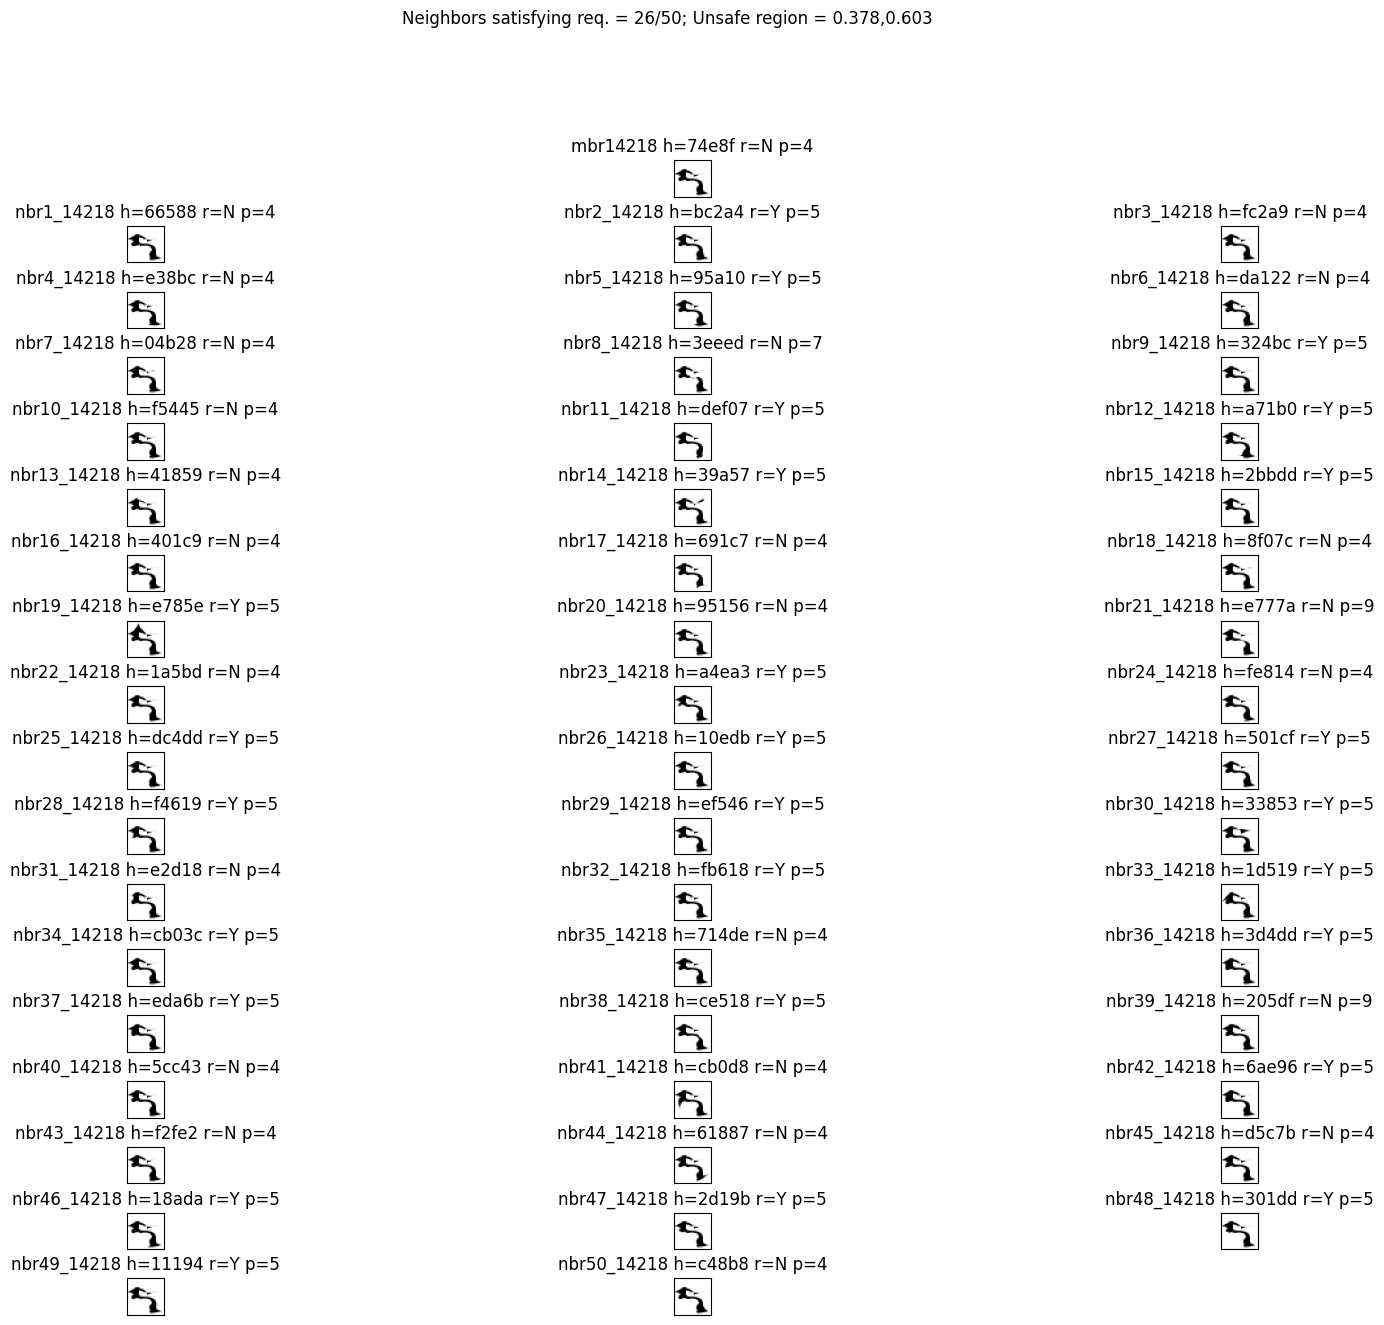 Neighbors satisfying req. = 26/50; Unsafe region = 0.378,0.603
mbr14218 h=74e8f r=N p=4
nbr1_14218 h=66588 r=N p=4
nbr2_14218 h=bc2a4 r=Y p=5
nbr3_14218 h=fc2a9 r=N p=4
nbr4_14218 h=e38bc r=N p=4
nbr5_14218 h=95a10 r=Y p=5
nbr6_14218 h=da122 r=N p=4
nbr7_14218 h=04b28 r=N p=4
nbr8_14218 h=3eeed r=N p=7
nbr9_14218 h=324bc r=Y p=5
nbr10_14218 h=f5445 r=N p=4
nbr11_14218 h=def07 r=Y p=5
nbr12_14218 h=a71b0 r=Y p=5
nbr13_14218 h=41859 r=N p=4
nbr14_14218 h=39a57 r=Y p=5
nbr15_14218 h=2bbdd r=Y p=5
nbr16_14218 h=401c9 r=N p=4
nbr17_14218 h=691c7 r=N p=4
nbr18_14218 h=8f07c r=N p=4
nbr19_14218 h=e785e r=Y p=5
nbr20_14218 h=95156 r=N p=4
nbr21_14218 h=e777a r=N p=9
nbr22_14218 h=1a5bd r=N p=4
nbr23_14218 h=a4ea3 r=Y p=5
nbr24_14218 h=fe814 r=N p=4
nbr25_14218 h=dc4dd r=Y p=5
nbr26_14218 h=10edb r=Y p=5
nbr27_14218 h=501cf r=Y p=5
nbr28_14218 h=f4619 r=Y p=5
nbr29_14218 h=ef546 r=Y p=5
nbr30_14218 h=33853 r=Y p=5
nbr31_14218 h=e2d18 r=N p=4
nbr32_14218 h=fb618 r=Y p=5
nbr33_14218 h=1d519 r=Y p=5
nbr34_14218 h=cb03c r=Y p=5
nbr35_14218 h=714de r=N p=4
nbr36_14218 h=3d4dd r=Y p=5
nbr37_14218 h=eda6b r=Y p=5
nbr38_14218 h=ce518 r=Y p=5
nbr39_14218 h=205df r=N p=9
nbr40_14218 h=5cc43 r=N p=4
nbr41_14218 h=cb0d8 r=N p=4
nbr42_14218 h=6ae96 r=Y p=5
nbr43_14218 h=f2fe2 r=N p=4
nbr44_14218 h=61887 r=N p=4
nbr45_14218 h=d5c7b r=N p=4
nbr46_14218 h=18ada r=Y p=5
nbr47_14218 h=2d19b r=Y p=5
nbr48_14218 h=301dd r=Y p=5
nbr49_14218 h=11194 r=Y p=5
nbr50_14218 h=c48b8 r=N p=4